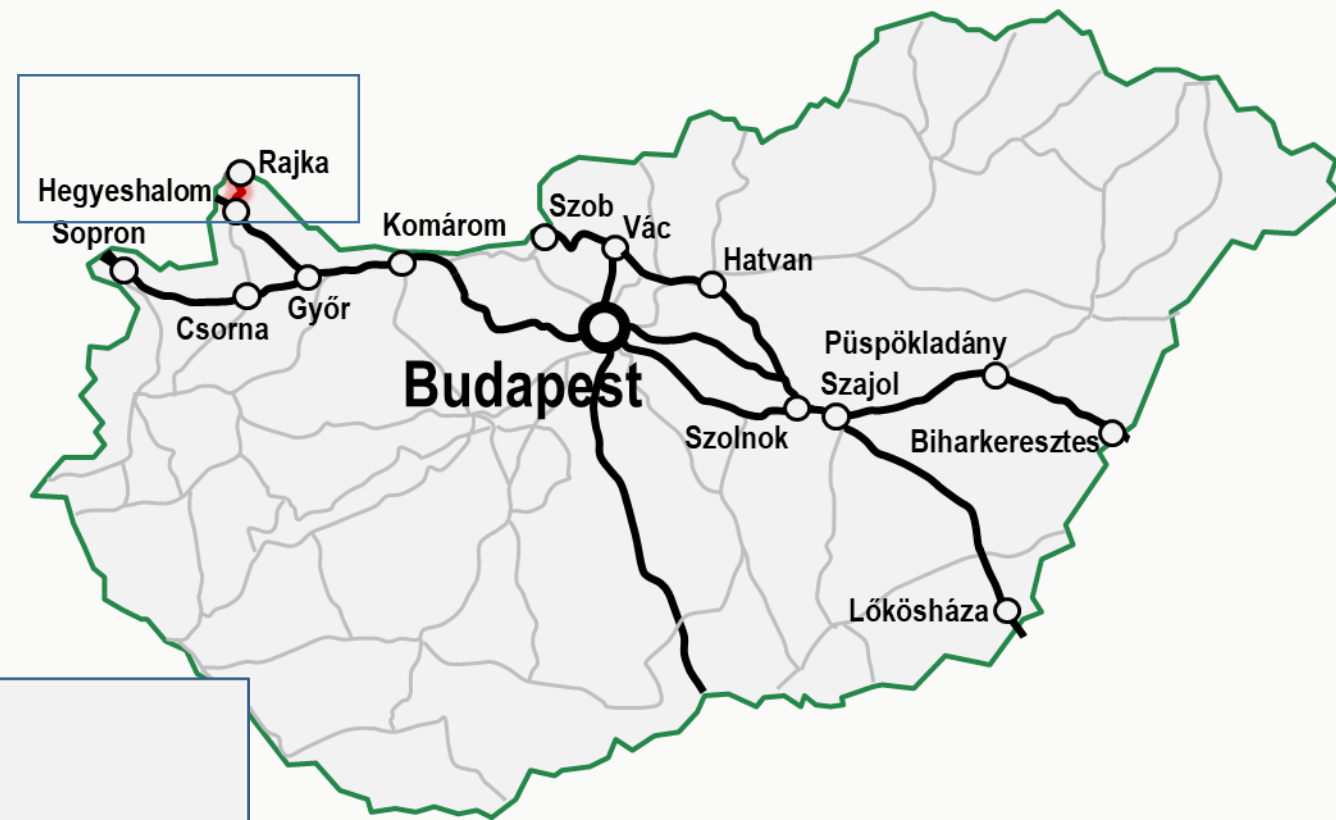 Rajka
Hegyeshalom
Sopron
Komárom
Szob
Vác
Hatvan
Csorna
Győr
Budapest
Püspökladány
Szajol
Szolnok
Biharkeresztes
Lőkösháza